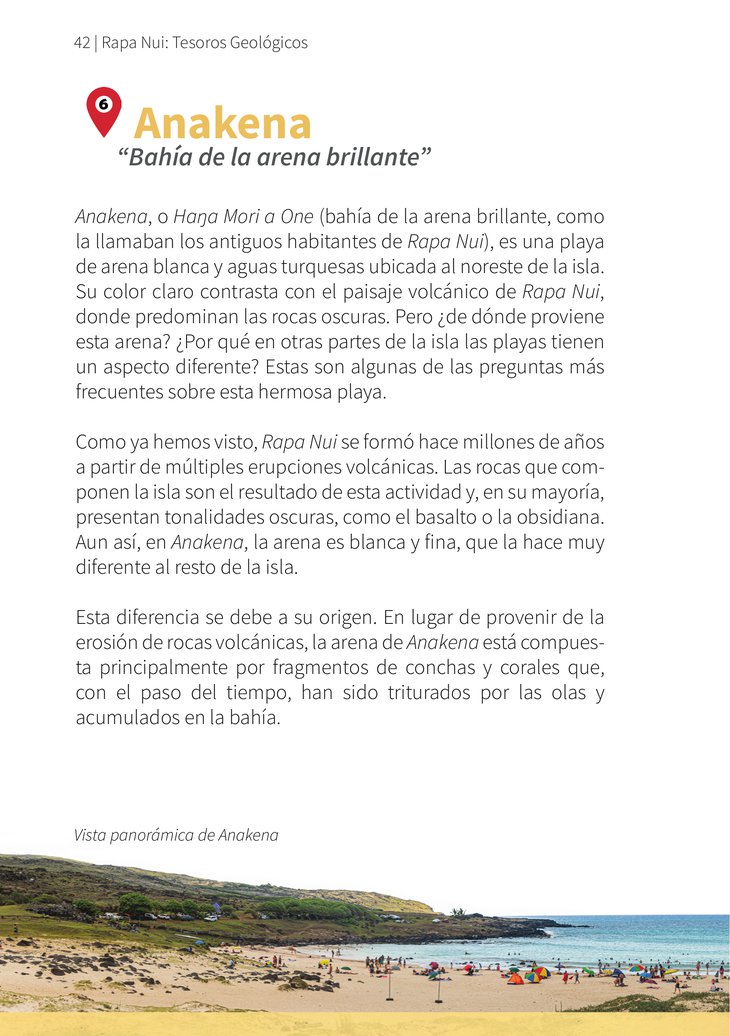 42 | Rapa Nui: Tesoros Geológicos
6
Anakena
“Bahía de la arena brillante”
Anakena, o Haŋa Mori a One (bahía de la arena brillante, como
la llamaban los antiguos habitantes de Rapa Nui), es una playa
de arena blanca y aguas turquesas ubicada al noreste de la isla.
Su color claro contrasta con el paisaje volcánico de Rapa Nui,
donde predominan las rocas oscuras. Pero ¿de dónde proviene
esta arena? ¿Por qué en otras partes de la isla las playas tienen
un aspecto diferente? Estas son algunas de las preguntas más
frecuentes sobre esta hermosa playa.
Como ya hemos visto, Rapa Nui se formó hace millones de años
a partir de múltiples erupciones volcánicas. Las rocas que com-
ponen la isla son el resultado de esta actividad y, en su mayoría,
presentan tonalidades oscuras, como el basalto o la obsidiana.
Aun así, en Anakena, la arena es blanca y fina, que la hace muy
diferente al resto de la isla.
Esta diferencia se debe a su origen. En lugar de provenir de la
erosión de rocas volcánicas, la arena de Anakena está compues-
ta principalmente por fragmentos de conchas y corales que,
con el paso del tiempo, han sido triturados por las olas y
acumulados en la bahía.
Vista panorámica de Anakena